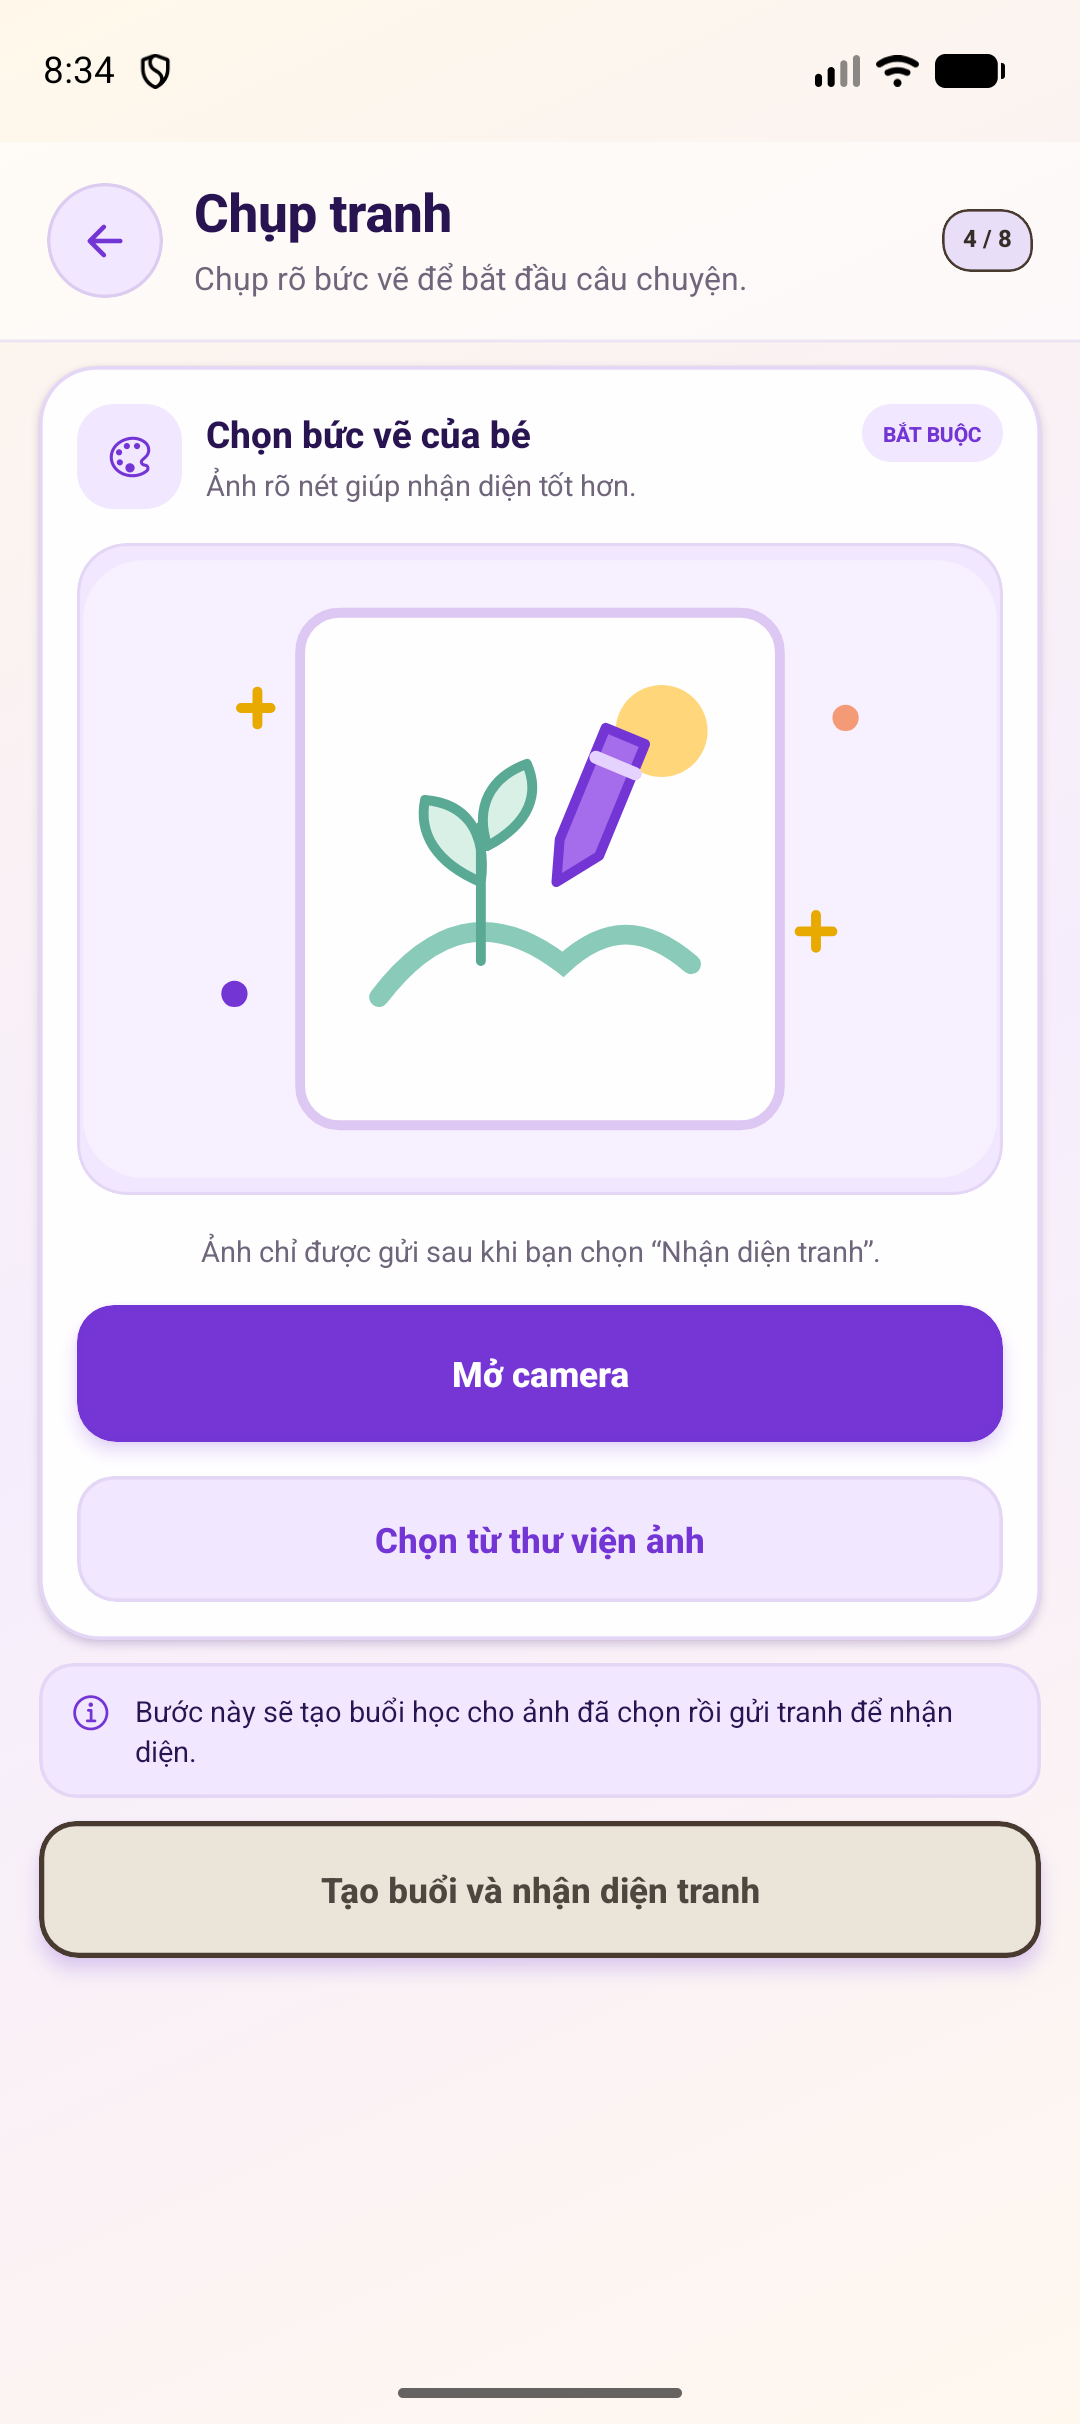 8:34
Chụp tranh
Chụp rõ bức vẽ để bắt đầu câu chuyện.
4 / 8
Chọn bức vẽ của bé
BẮT BUỘC
Ảnh rõ nét giúp nhận diện tốt hơn.
Ảnh chỉ được gửi sau khi bạn chọn “Nhận diện tranh”.
Mở camera
Chọn từ thư viện ảnh
Bước này sẽ tạo buổi học cho ảnh đã chọn rồi gửi tranh để nhận
diện.
Tạo buổi và nhận diện tranh